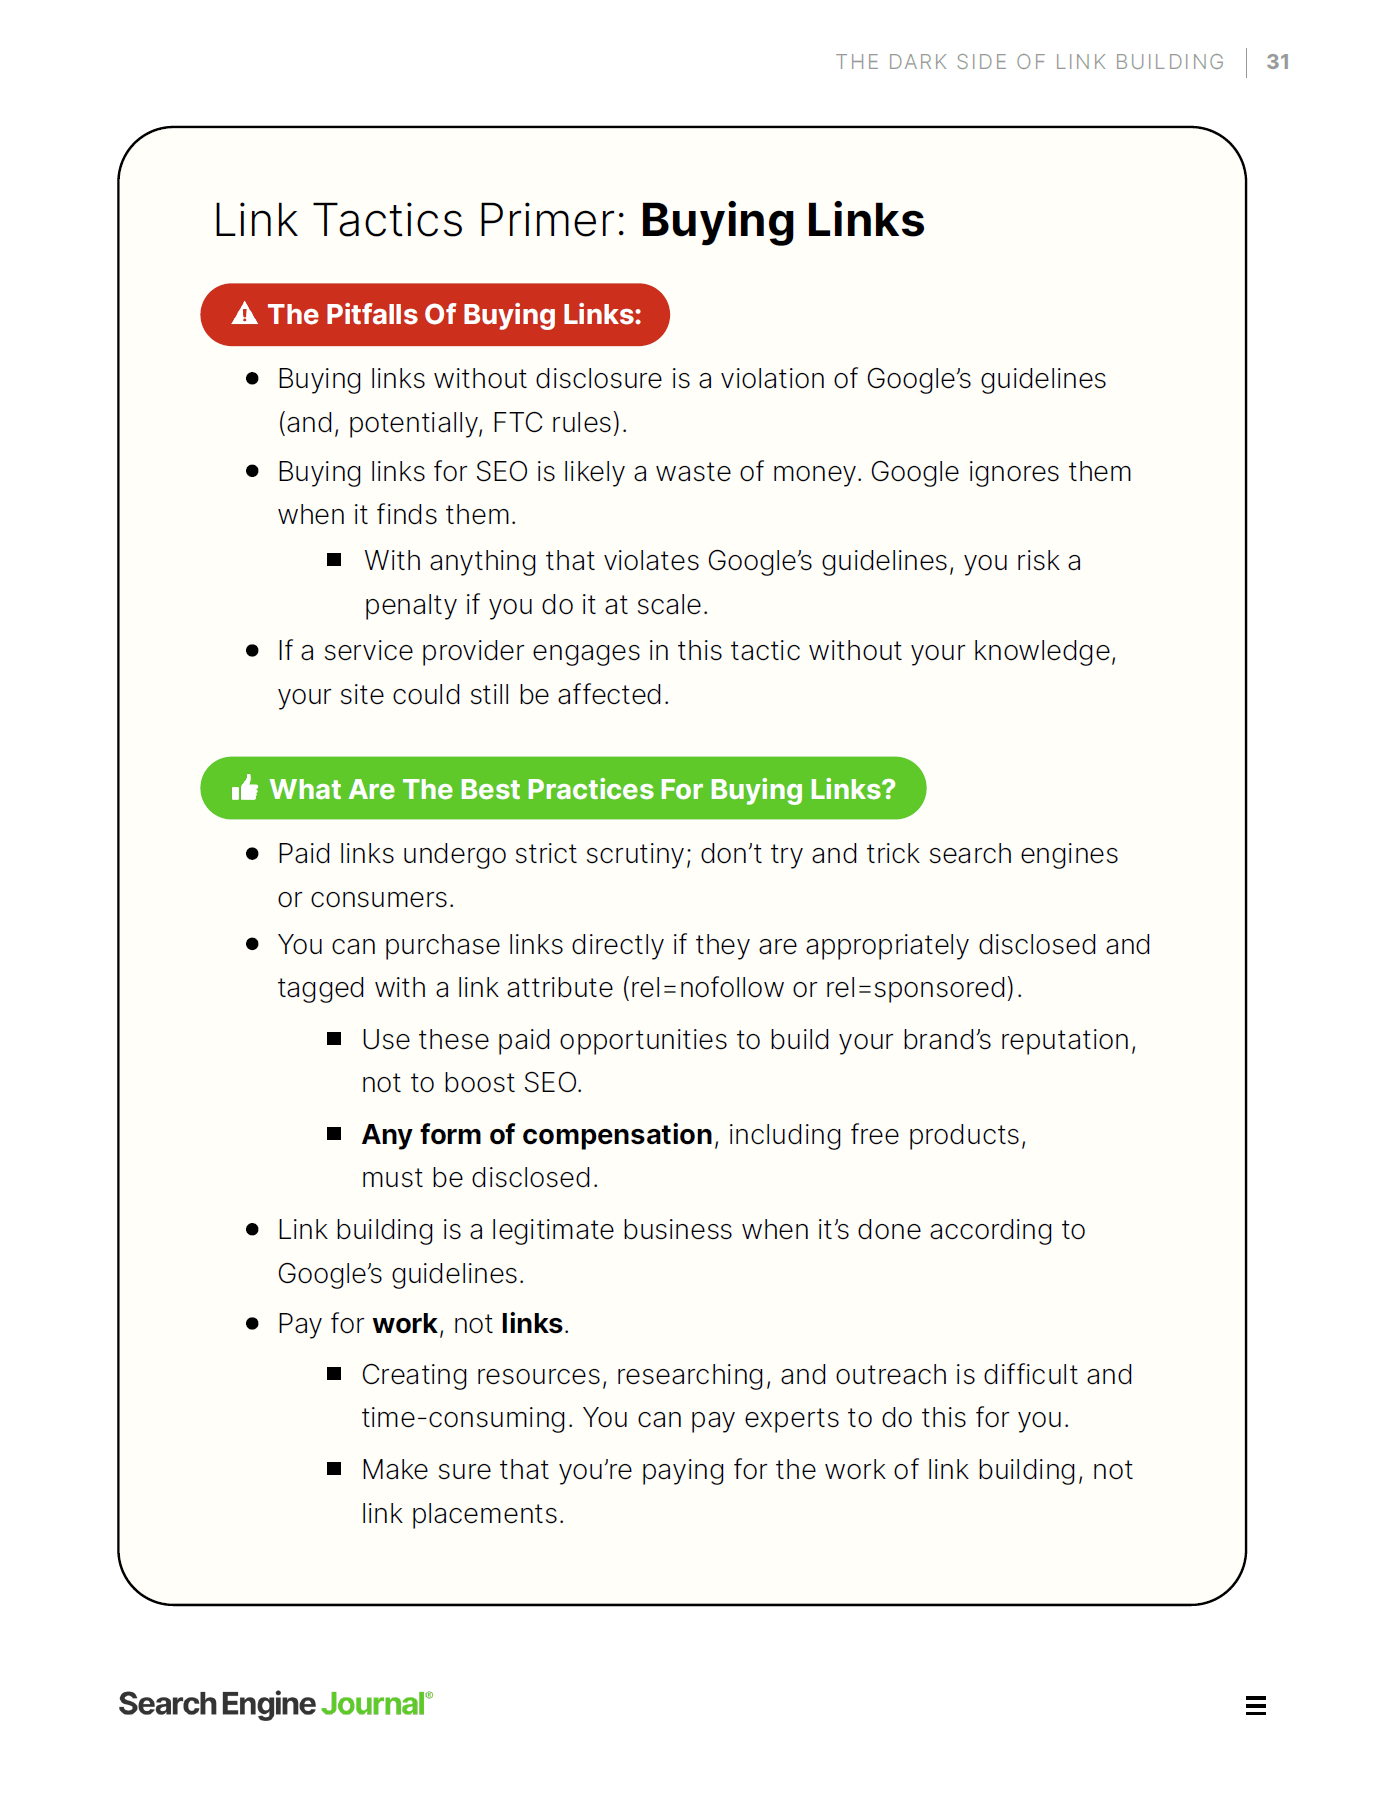 THE DARK SIDE OF LINK BUILDING 31
Link Tactics Primer: Buying Links
The Pitfalls Of Buying Links:
● Buying links without disclosure is a violation of Google’s guidelines
(and, potentially, FTC rules).
● Buying links for SEO is likely a waste of money. Google ignores them
when it finds them.
■ With anything that violates Google’s guidelines, you risk a
penalty if you do it at scale.
● If a service provider engages in this tactic without your knowledge,
your site could still be affected.
What Are The Best Practices For Buying Links?
● Paid links undergo strict scrutiny; don’t try and trick search engines
or consumers.
● You can purchase links directly if they are appropriately disclosed and
tagged with a link attribute (rel=nofollow or rel=sponsored).
■ Use these paid opportunities to build your brand’s reputation,
not to boost SEO.
■ Any form of compensation, including free products,
must be disclosed.
● Link building is a legitimate business when it’s done according to
Google’s guidelines.
● Pay for work, not links.
■ Creating resources, researching, and outreach is difficult and
time-consuming. You can pay experts to do this for you.
■ Make sure that you’re paying for the work of link building, not
link placements.
Search Engine Journal®